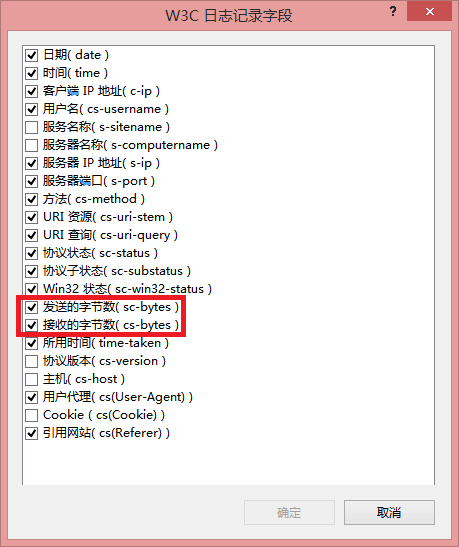 W3C 日志记录字段
?
日期( date )
时间( time )
客户端 IP 地址( c-ip )
用户名( cs-username )
服务名称( s-sitename )
服务器名称( s-computername )
服务器 IP 地址( s-ip )
服务器端口( s-port )
方法( cs-method )
URI 资源( cs-uri-stem )
URI 查询( cs-uri-query )
协议状态( sc-status )
协议子状态( sc-substatus )
Win32 状态( sc-win32-status )
发送的字节数( sc-bytes )
接收的字节数( cs-bytes )
所用时间( time-taken )
协议版本( cs-version )
主机( cs-host )
用户代理( cs(User-Agent) )
Cookie ( cs(Cookie) )
引用网站( cs(Referer) )
确定
取消